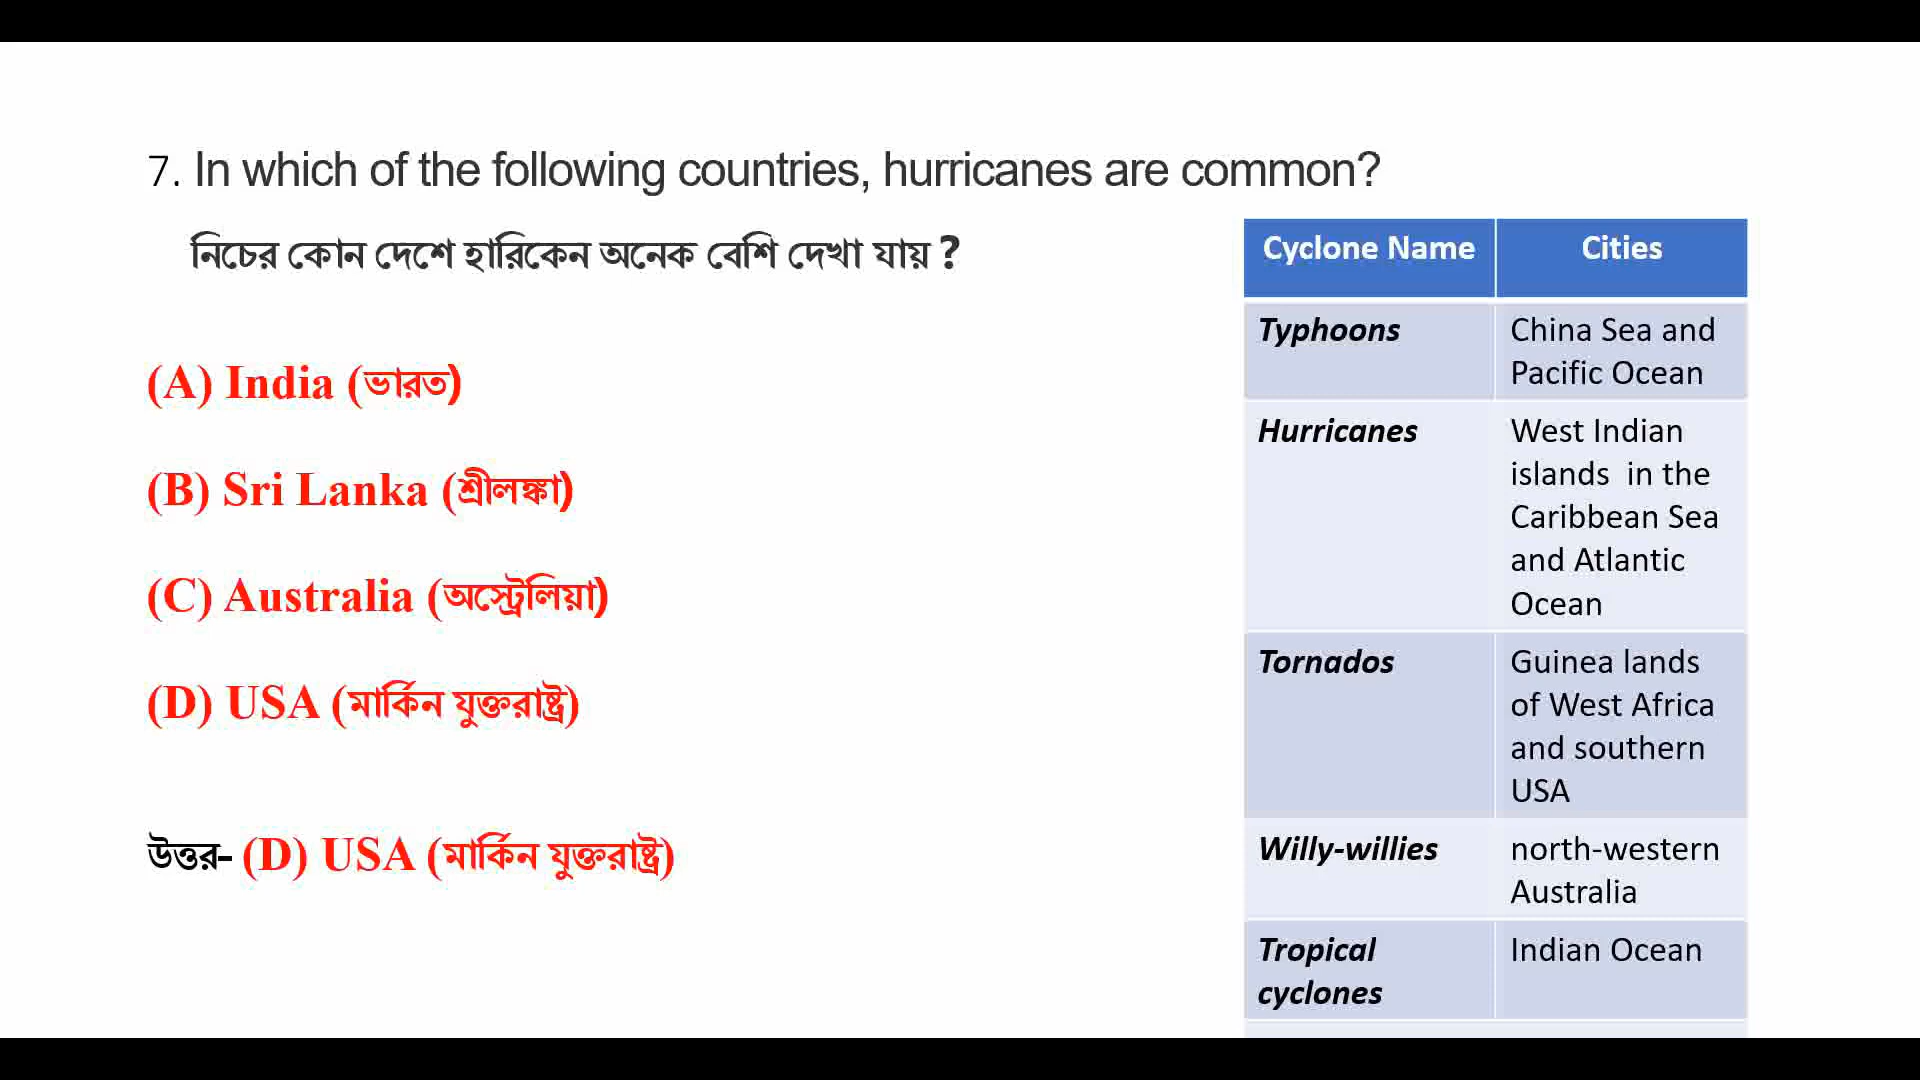 7. In which of the following countries, hurricanes are common?
নিচের কোন দেশে হারিকেন অনেক বেশি দেখা যায় ?
(A) India (ভারত)
(B) Sri Lanka (শ্রীলঙ্কা)
(C) Australia (অস্ট্রেলিয়া)
(D) USA (মার্কিন যুক্তরাষ্ট্র)
উত্তর- (D) USA (মার্কিন যুক্তরাষ্ট্র)
Cyclone Name Cities
Typhoons China Sea and
Pacific Ocean
Hurricanes West Indian
islands in the
Caribbean Sea
and Atlantic
Ocean
Tornados Guinea lands
of West Africa
and southern
USA
Willy-willies north-western
Australia
Tropical Indian Ocean
cyclones